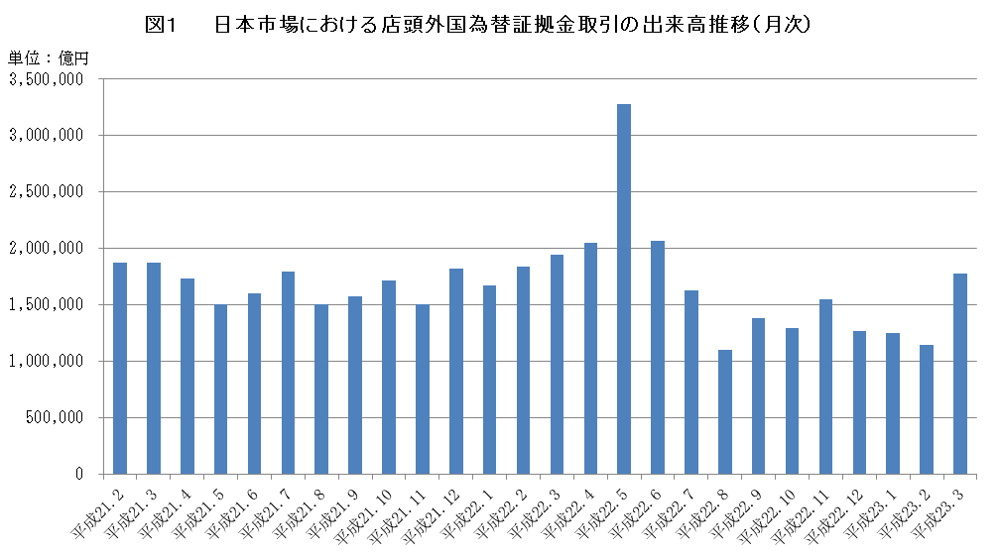 図1 日本市場における店頭外国為替証拠金取引の出来高推移(月次)
単位:億円
3,500,000
3,000,000
2,500,000
2,000,000
1,500,000
1,000,000
500,000
0
平成21.2
平成21.3
平成21.4
平成21.5
平成21.6
平成21.7
平成21.8
平成21.9
平成21.10
平成21.11
平成21.12
平成22.1
平成22.2
平成22.3
平成22.4
平成22.5
平成22.6
平成22.7
平成22.8
平成22.9
平成22.10
平成22.11
平成22.12
平成23.1
平成23.2
平成23.3